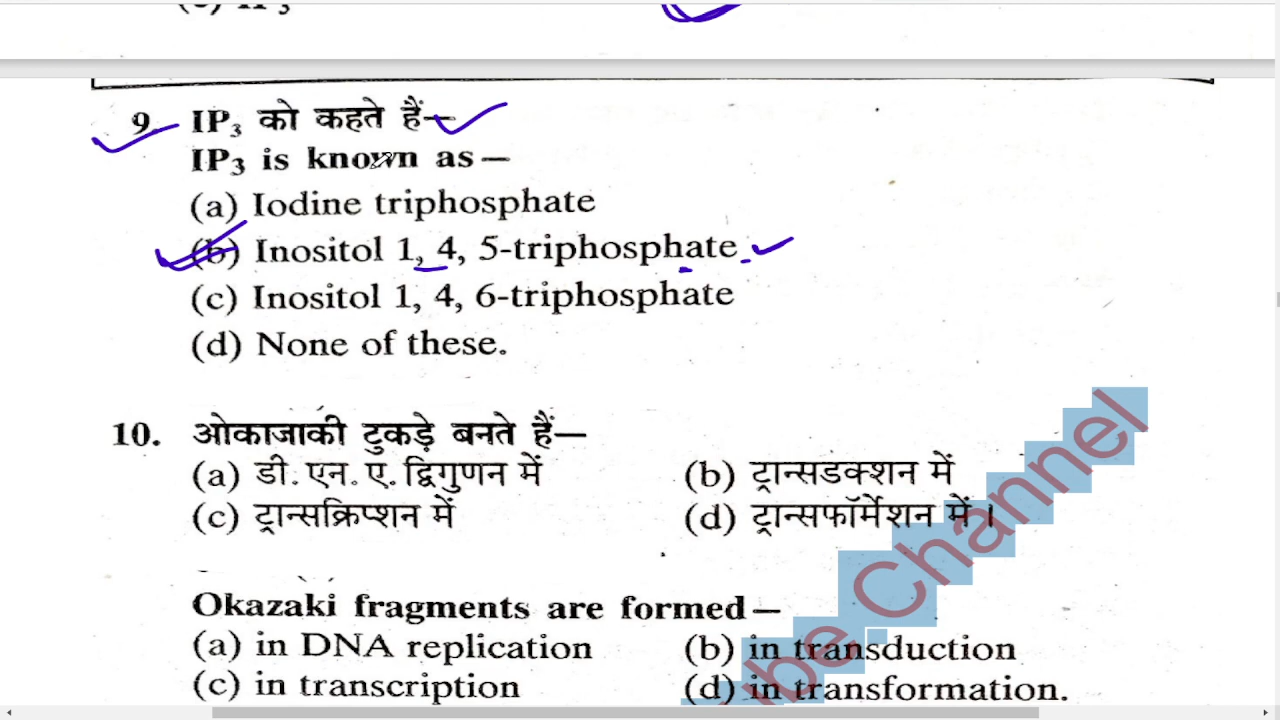 9. IP₃ को कहते हैं—
IP₃ is known as—
(a) Iodine triphosphate
(b) Inositol 1, 4, 5-triphosphate
(c) Inositol 1, 4, 6-triphosphate
(d) None of these.
10. ओकाजाकी टुकड़े बनते हैं—
(a) डी. एन. ए. द्विगुणन में (b) ट्रान्सडक्शन में
(c) ट्रान्सक्रिप्शन में (d) ट्रान्सफॉर्मेशन में।
Okazaki fragments are formed—
(a) in DNA replication (b) in transduction
(c) in transcription (d) in transformation.
Channel